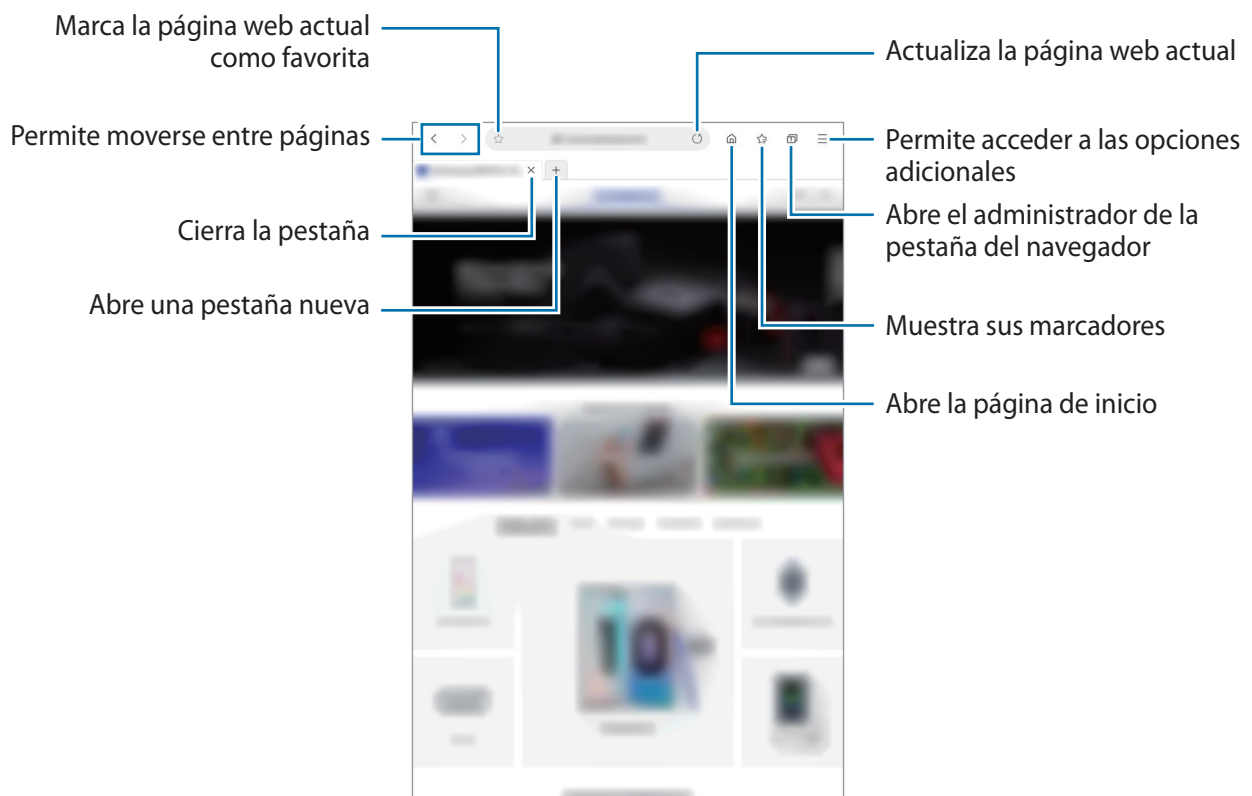 Marca la página web actual
como favorita
Actualiza la página web actual
Permite moverse entre páginas
Permite acceder a las opciones
adicionales
Cierra la pestaña
Abre el administrador de la
pestaña del navegador
Abre una pestaña nueva
Muestra sus marcadores
Abre la página de inicio